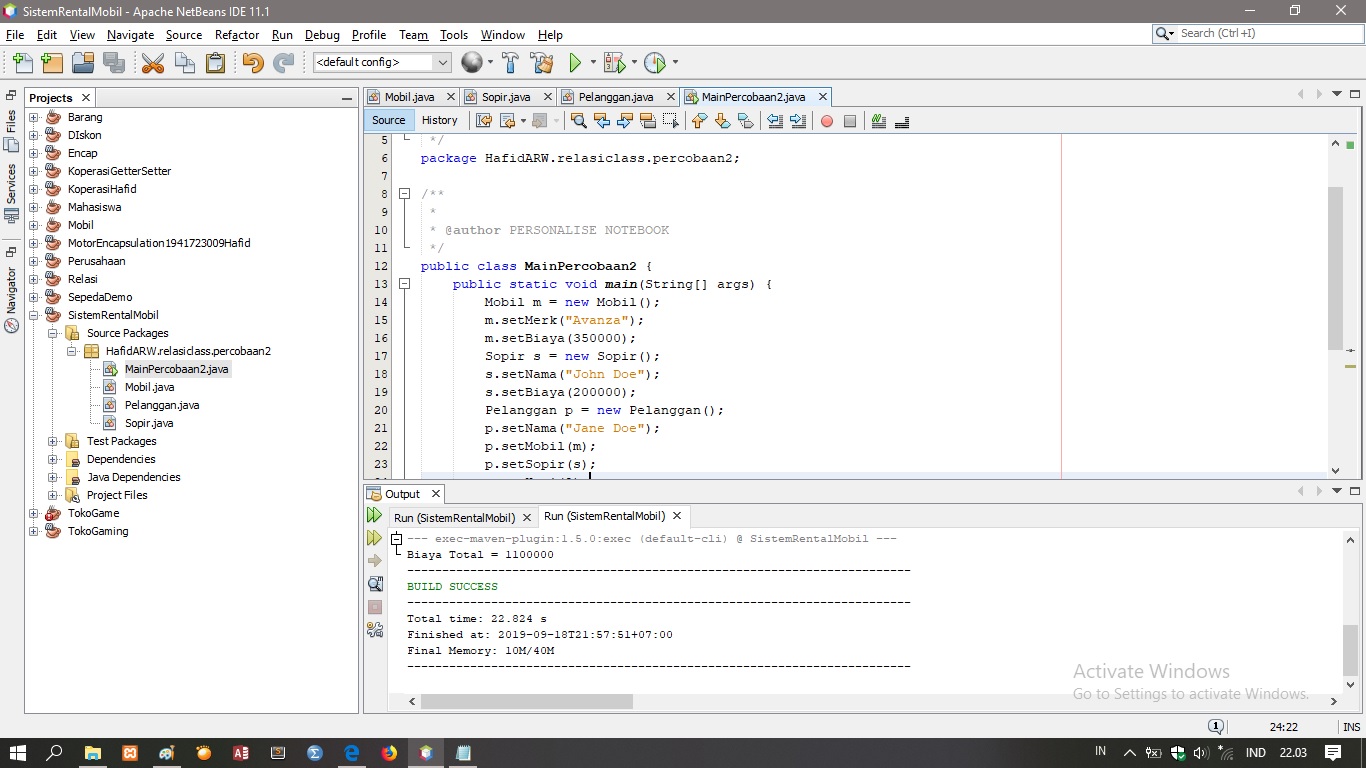 SistemRentalMobil - Apache NetBeans IDE 11.1
File Edit View Navigate Source Refactor Run Debug Profile Team Tools Window Help
Search (Ctrl+I)
<default config>
Files
Services
Navigator
Projects
Barang
DIskon
Encap
KoperasiGetterSetter
KoperasiHafid
Mahasiswa
Mobil
MotorEncapsulation1941723009Hafid
Perusahaan
Relasi
SepedaDemo
SistemRentalMobil
Source Packages
HafidARW.relasiclass.percobaan2
MainPercobaan2.java
Mobil.java
Pelanggan.java
Sopir.java
Test Packages
Dependencies
Java Dependencies
Project Files
TokoGame
TokoGaming
Mobil.java Sopir.java Pelanggan.java MainPercobaan2.java
Source History
5 */
6 package HafidARW.relasiclass.percobaan2;
7
8 /**
9 *
10 * @author PERSONALISE NOTEBOOK
11 */
12 public class MainPercobaan2 {
13 public static void main(String[] args) {
14 Mobil m = new Mobil();
15 m.setMerk("Avanza");
16 m.setBiaya(350000);
17 Sopir s = new Sopir();
18 s.setNama("John Doe");
19 s.setBiaya(200000);
20 Pelanggan p = new Pelanggan();
21 p.setNama("Jane Doe");
22 p.setMobil(m);
23 p.setSopir(s);
Output
Run (SistemRentalMobil) Run (SistemRentalMobil)
--- exec-maven-plugin:1.5.0:exec (default-cli) @ SistemRentalMobil ---
Biaya Total = 1100000
------------------------------------------------------------------------
BUILD SUCCESS
------------------------------------------------------------------------
Total time: 22.824 s
Finished at: 2019-09-18T21:57:51+07:00
Final Memory: 10M/40M
------------------------------------------------------------------------
Activate Windows
Go to Settings to activate Windows.
1 24:22 INS
IN IND 22.03